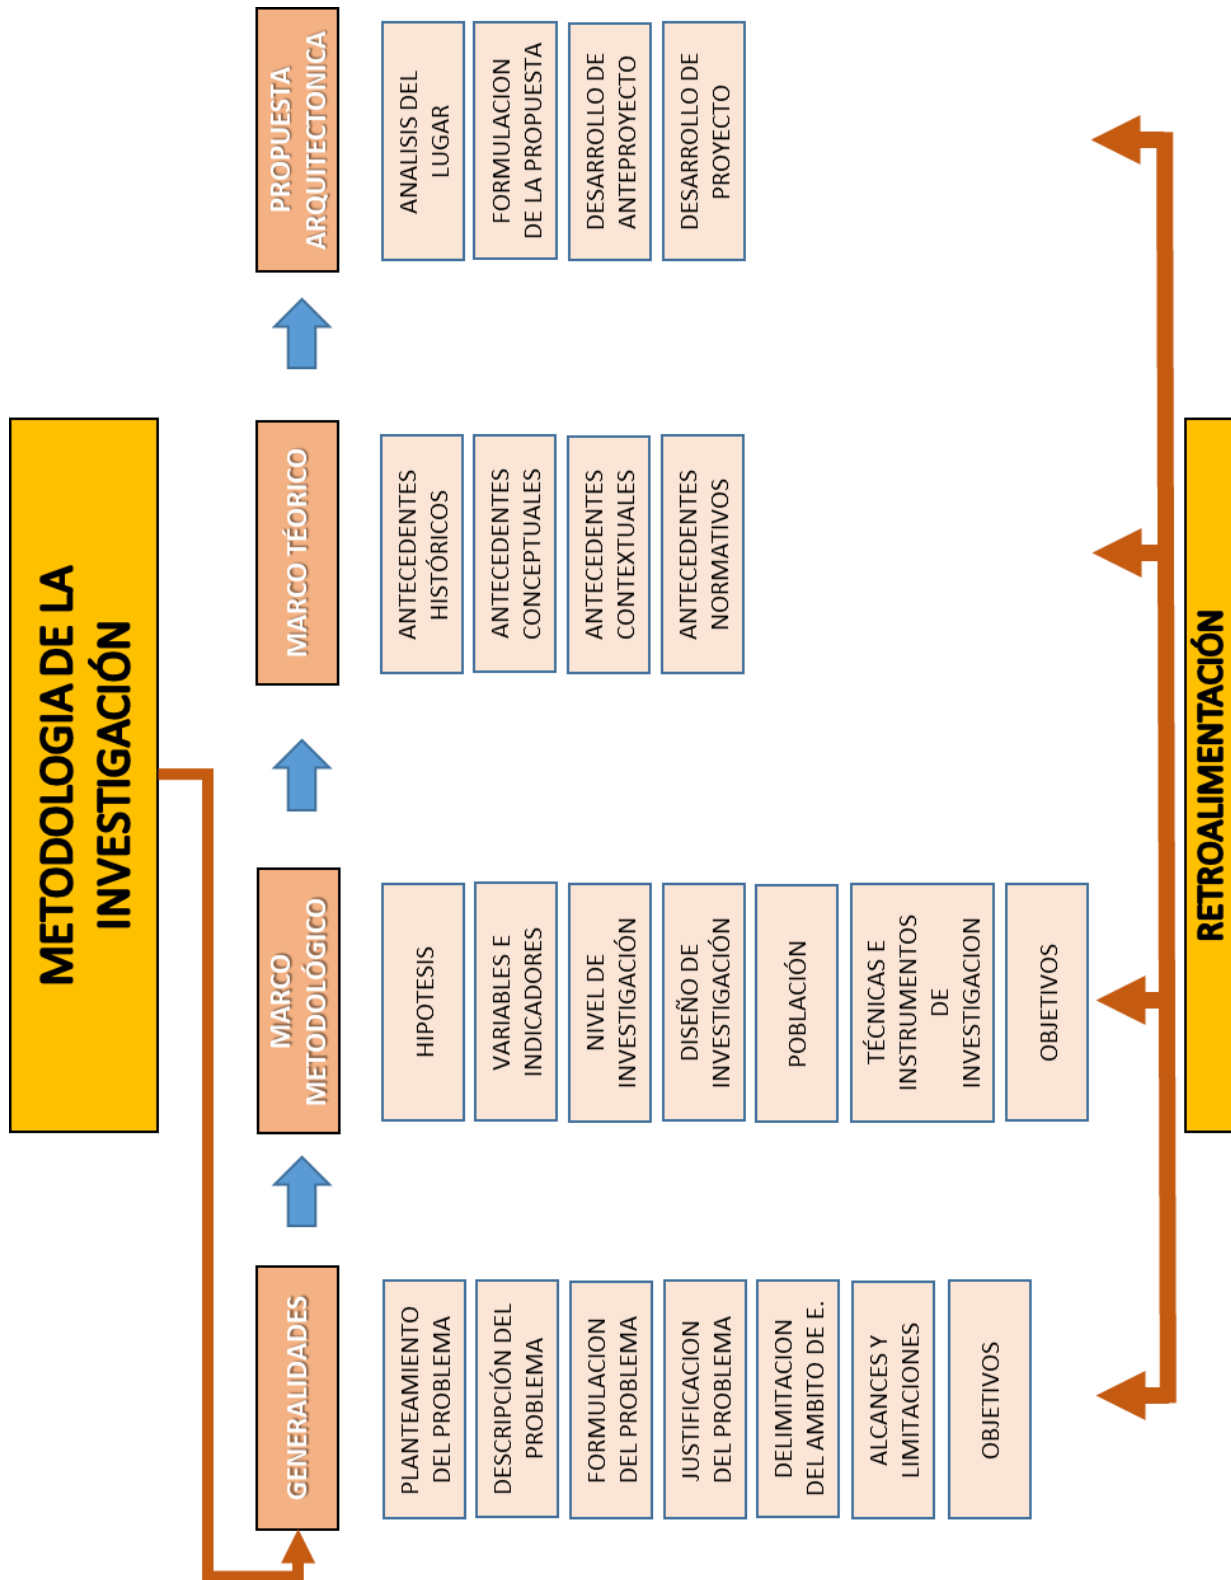 METODOLOGIA DE LA
INVESTIGACIÓN
GENERALIDADES
PLANTEAMIENTO
DEL PROBLEMA
DESCRIPCIÓN DEL
PROBLEMA
FORMULACION
DEL PROBLEMA
JUSTIFICACION
DEL PROBLEMA
DELIMITACION
DEL AMBITO DE E.
ALCANCES Y
LIMITACIONES
OBJETIVOS
MARCO
METODOLÓGICO
HIPOTESIS
VARIABLES E
INDICADORES
NIVEL DE
INVESTIGACIÓN
DISEÑO DE
INVESTIGACIÓN
POBLACIÓN
TÉCNICAS E
INSTRUMENTOS
DE
INVESTIGACION
OBJETIVOS
MARCO TÉORICO
ANTECEDENTES
HISTÓRICOS
ANTECEDENTES
CONCEPTUALES
ANTECEDENTES
CONTEXTUALES
ANTECEDENTES
NORMATIVOS
PROPUESTA
ARQUITECTONICA
ANALISIS DEL
LUGAR
FORMULACION
DE LA PROPUESTA
DESARROLLO DE
ANTEPROYECTO
DESARROLLO DE
PROYECTO
RETROALIMENTACIÓN